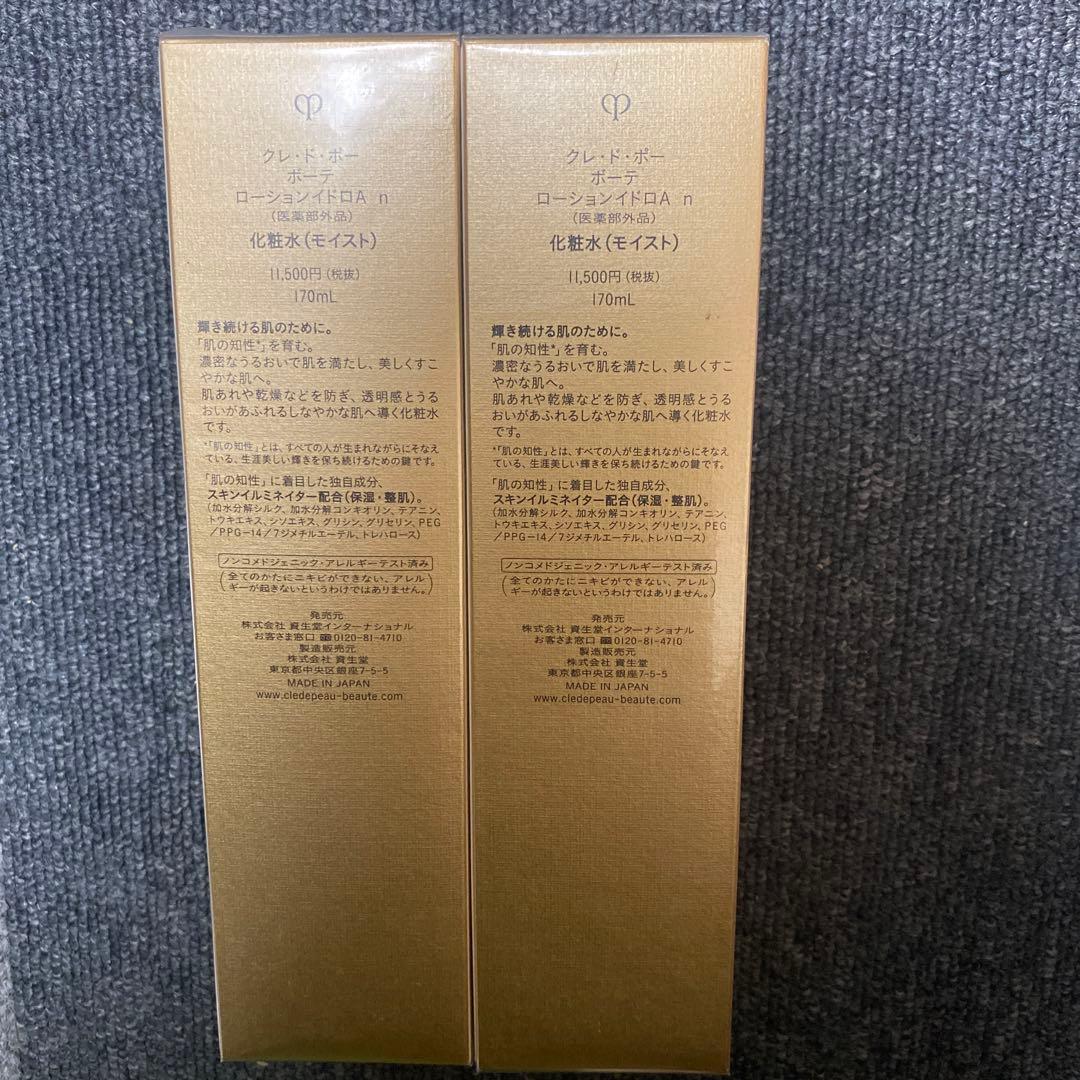 クレ・ド・ポー
ボーテ
ローションイドロA n
(医薬部外品)
化粧水(モイスト)
11,500円(税抜)
170mL
輝き続ける肌のために。
「肌の知性*」を育む。
濃密なうるおいで肌を満たし、美しくすこ
やかな肌へ。
肌あれや乾燥などを防ぎ、透明感とうる
おいがあふれるしなやかな肌へ導く化粧水
です。
*「肌の知性」とは、すべての人が生まれながらにそなえ
ている、生涯美しい輝きを保ち続けるための鍵です。
「肌の知性」に着目した独自成分、
スキンイルミネイター配合(保湿・整肌)。
(加水分解シルク、加水分解コンキオリン、テアニン、
トウキエキス、シソエキス、グリシン、グリセリン、PEG
/PPG-14/7ジメチルエーテル、トレハロース)
ノンコメドジェニック・アレルギーテスト済み
(全てのかたにニキビができない、アレル
ギーが起きないというわけではありません。)
発売元
株式会社 資生堂インターナショナル
お客さま窓口 0120-81-4710
製造販売元
株式会社 資生堂
東京都中央区銀座7-5-5
MADE IN JAPAN
www.cledepeau-beaute.com
クレ・ド・ポー
ボーテ
ローションイドロA n
(医薬部外品)
化粧水(モイスト)
11,500円(税抜)
170mL
輝き続ける肌のために。
「肌の知性*」を育む。
濃密なうるおいで肌を満たし、美しくすこ
やかな肌へ。
肌あれや乾燥などを防ぎ、透明感とうる
おいがあふれるしなやかな肌へ導く化粧水
です。
*「肌の知性」とは、すべての人が生まれながらにそなえ
ている、生涯美しい輝きを保ち続けるための鍵です。
「肌の知性」に着目した独自成分、
スキンイルミネイター配合(保湿・整肌)。
(加水分解シルク、加水分解コンキオリン、テアニン、
トウキエキス、シソエキス、グリシン、グリセリン、PEG
/PPG-14/7ジメチルエーテル、トレハロース)
ノンコメドジェニック・アレルギーテスト済み
(全てのかたにニキビができない、アレル
ギーが起きないというわけではありません。)
発売元
株式会社 資生堂インターナショナル
お客さま窓口 0120-81-4710
製造販売元
株式会社 資生堂
東京都中央区銀座7-5-5
MADE IN JAPAN
www.cledepeau-beaute.com